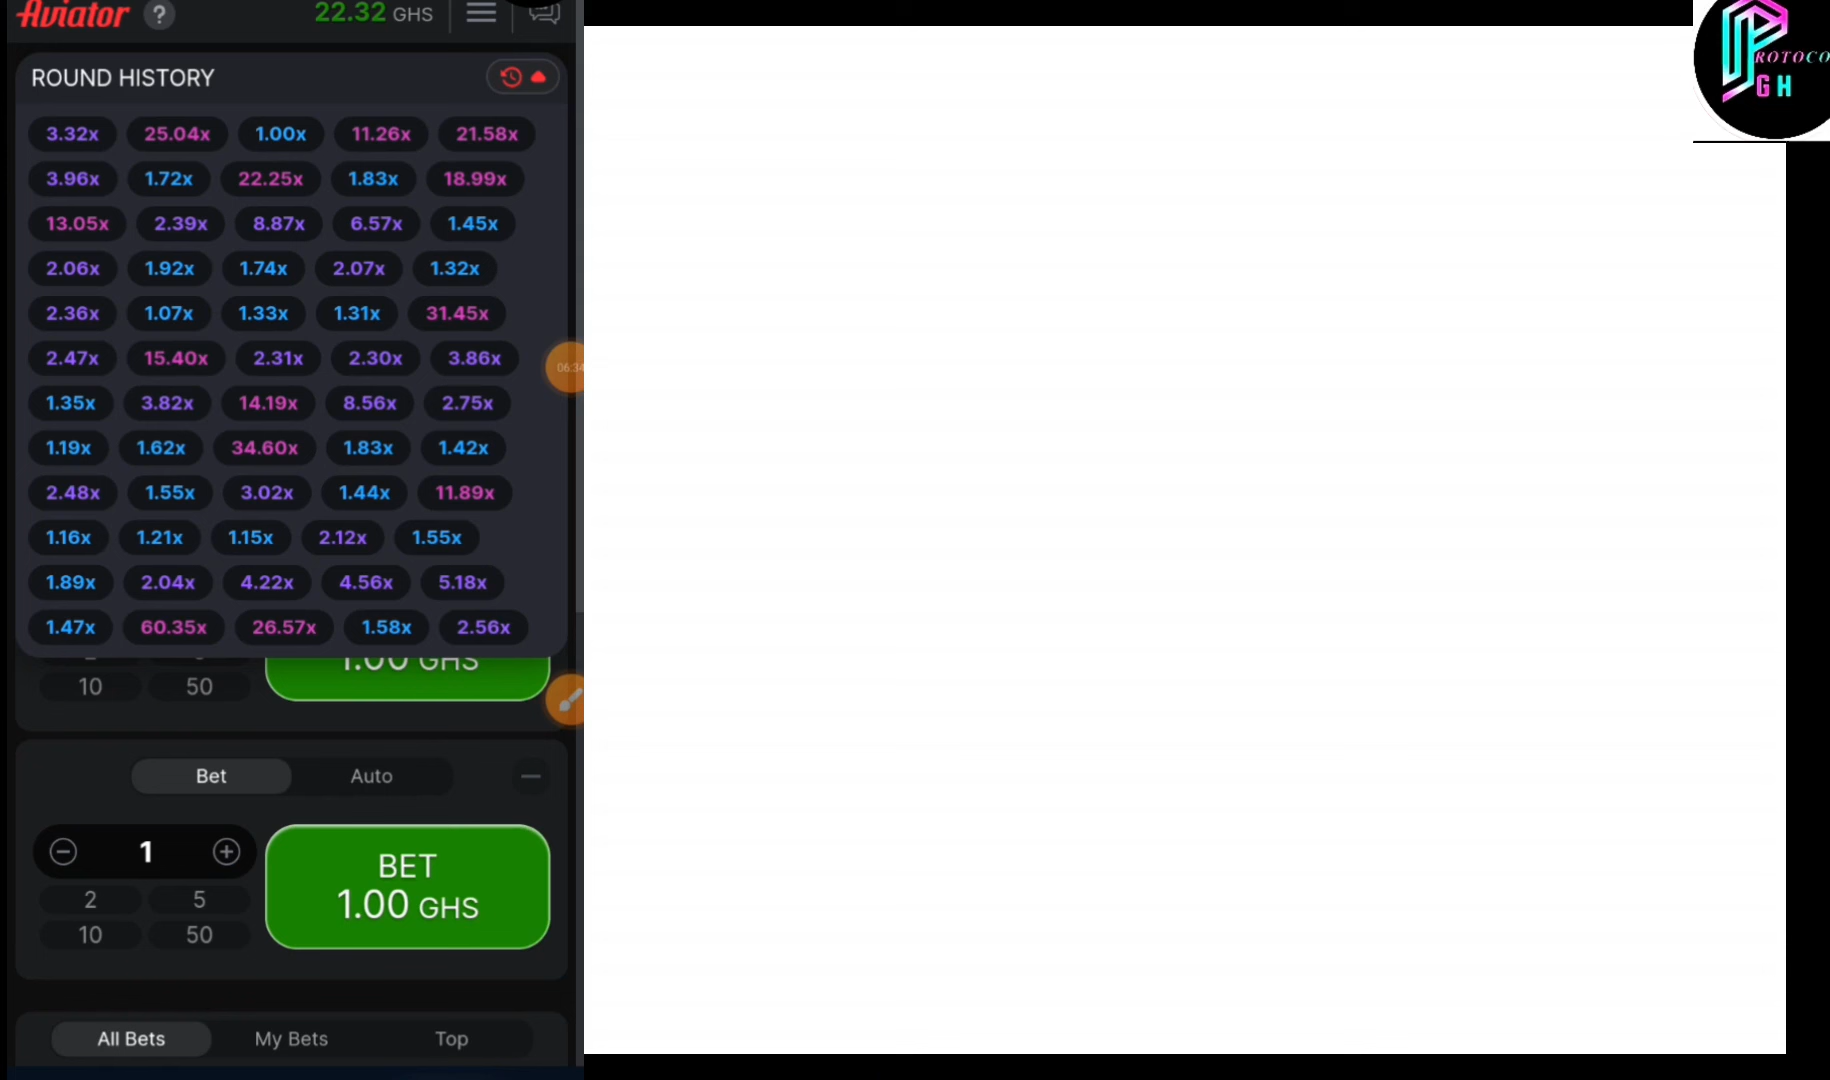 Aviator ? 22.32 GHS
ROUND HISTORY
3.32x 25.04x 1.00x 11.26x 21.58x
3.96x 1.72x 22.25x 1.83x 18.99x
13.05x 2.39x 8.87x 6.57x 1.45x
2.06x 1.92x 1.74x 2.07x 1.32x
2.36x 1.07x 1.33x 1.31x 31.45x
2.47x 15.40x 2.31x 2.30x 3.86x
06:34
1.35x 3.82x 14.19x 8.56x 2.75x
1.19x 1.62x 34.60x 1.83x 1.42x
2.48x 1.55x 3.02x 1.44x 11.89x
1.16x 1.21x 1.15x 2.12x 1.55x
1.89x 2.04x 4.22x 4.56x 5.18x
1.47x 60.35x 26.57x 1.58x 2.56x
1.00 GHS
10 50
Bet Auto
1
BET
1.00 GHS
2 5
10 50
All Bets My Bets Top
PROTOCO
GH